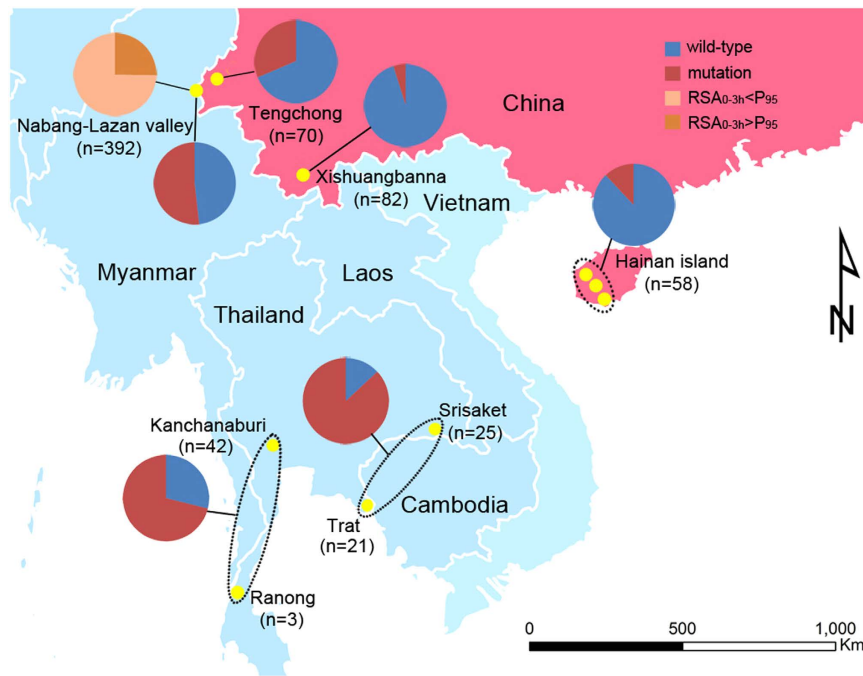 wild-type
mutation
RSA0-3h<P95
RSA0-3h>P95
China
Tengchong
(n=70)
Nabang-Lazan valley
(n=392)
Xishuangbanna
(n=82)
Vietnam
Hainan island
(n=58)
Myanmar
Laos
Thailand
N
Kanchanaburi
(n=42)
Srisaket
(n=25)
Cambodia
Trat
(n=21)
Ranong
(n=3)
0 500 1,000
Km